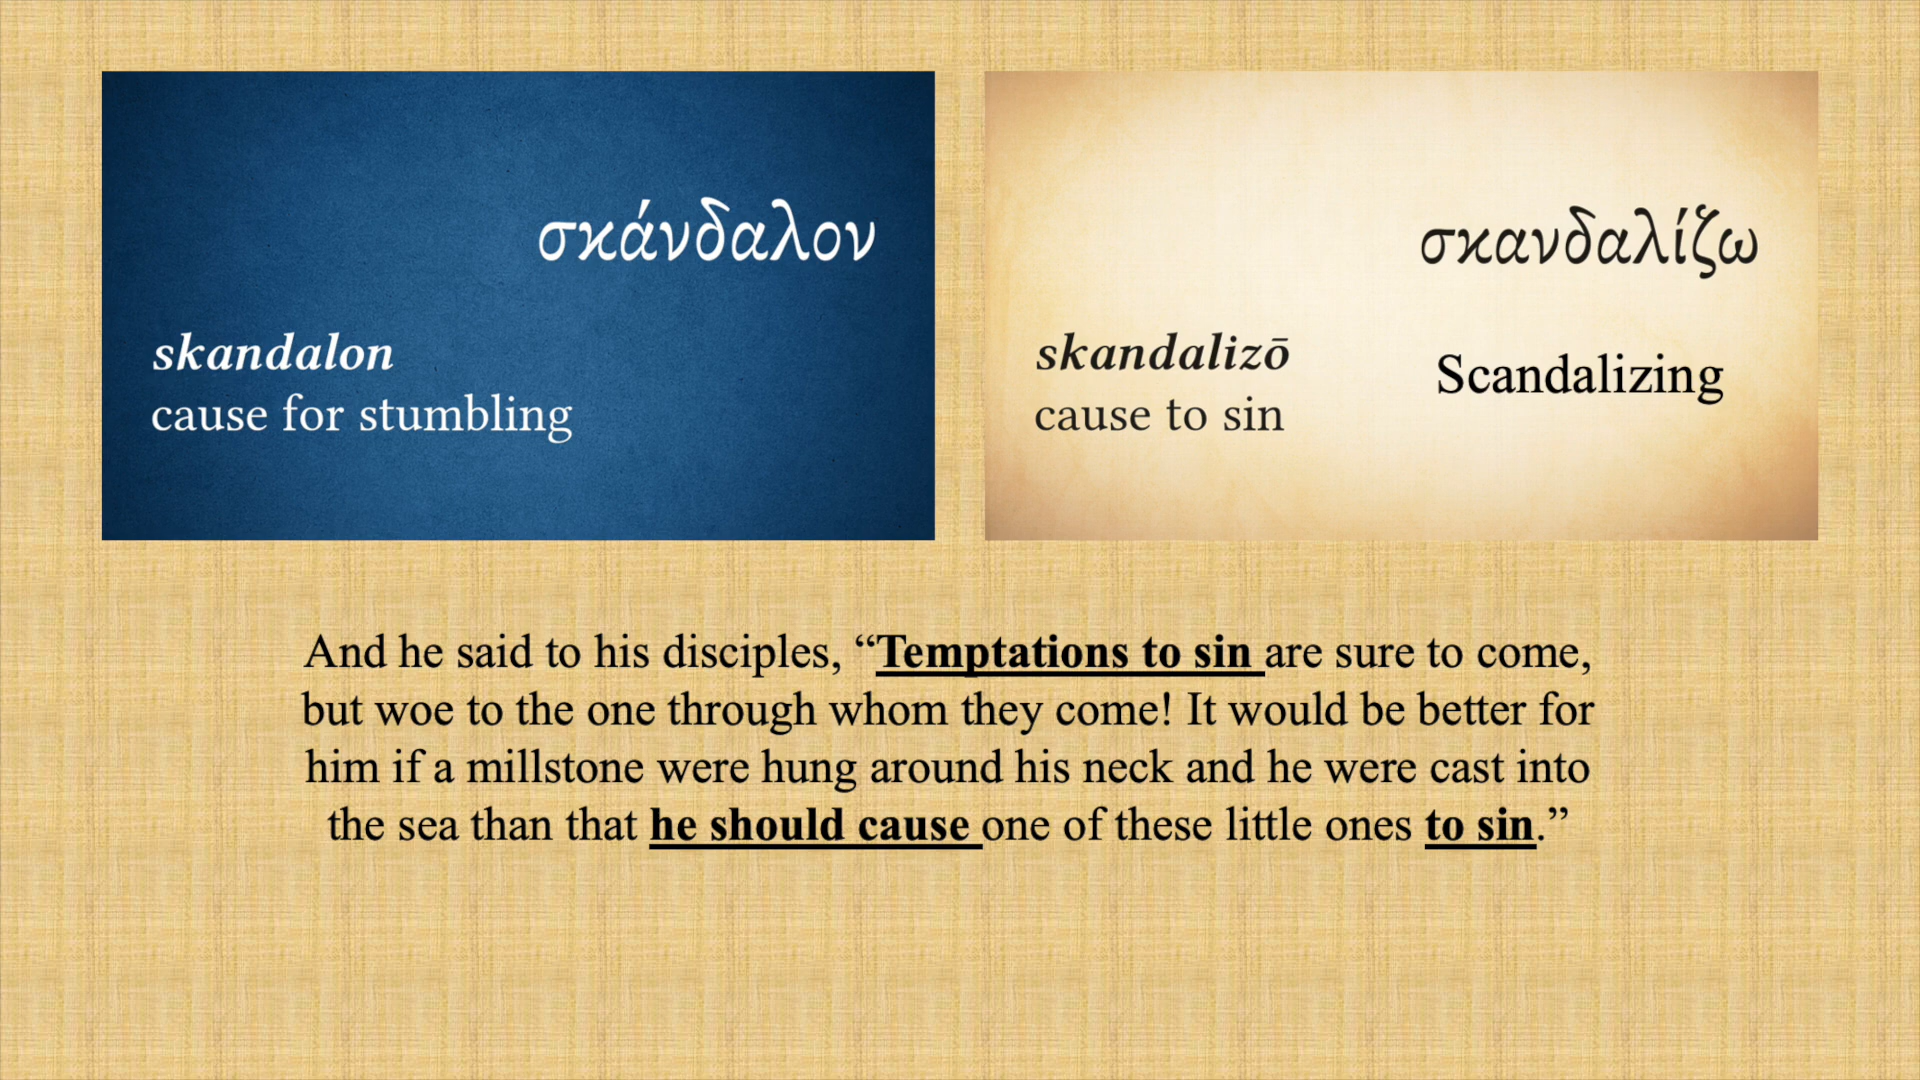 σκάνδαλον
skandalon
cause for stumbling
σκανδαλίζω
skandalizō
Scandalizing
cause to sin
And he said to his disciples, “Temptations to sin are sure to come,
but woe to the one through whom they come! It would be better for
him if a millstone were hung around his neck and he were cast into
the sea than that he should cause one of these little ones to sin.”